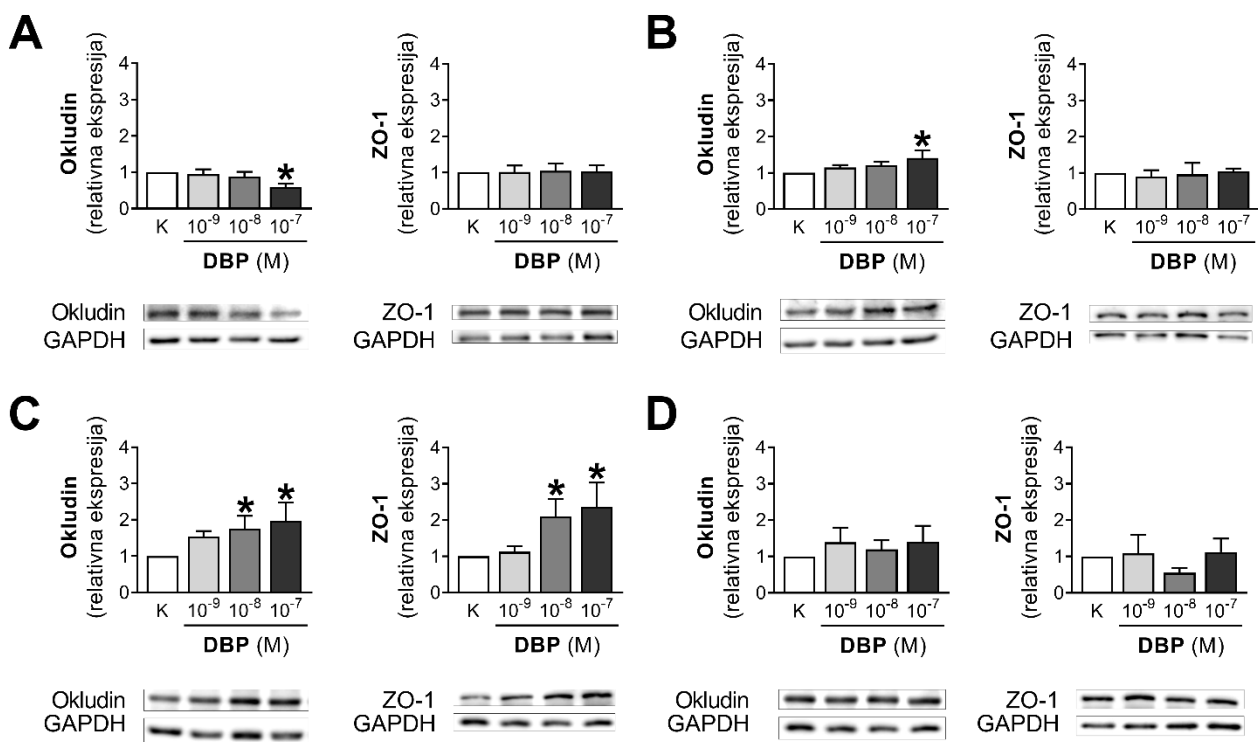 A
Okludin
(relativna ekspresija)
4
3
2
1
0
*
K 10⁻⁹ 10⁻⁸ 10⁻⁷
DBP (M)
Okludin
GAPDH
ZO-1
(relativna ekspresija)
4
3
2
1
0
K 10⁻⁹ 10⁻⁸ 10⁻⁷
DBP (M)
ZO-1
GAPDH
B
Okludin
(relativna ekspresija)
4
3
2
1
0
*
K 10⁻⁹ 10⁻⁸ 10⁻⁷
DBP (M)
Okludin
GAPDH
ZO-1
(relativna ekspresija)
4
3
2
1
0
K 10⁻⁹ 10⁻⁸ 10⁻⁷
DBP (M)
ZO-1
GAPDH
C
Okludin
(relativna ekspresija)
4
3
2
1
0
* *
K 10⁻⁹ 10⁻⁸ 10⁻⁷
DBP (M)
Okludin
GAPDH
ZO-1
(relativna ekspresija)
4
3
2
1
0
* *
K 10⁻⁹ 10⁻⁸ 10⁻⁷
DBP (M)
ZO-1
GAPDH
D
Okludin
(relativna ekspresija)
4
3
2
1
0
K 10⁻⁹ 10⁻⁸ 10⁻⁷
DBP (M)
Okludin
GAPDH
ZO-1
(relativna ekspresija)
4
3
2
1
0
K 10⁻⁹ 10⁻⁸ 10⁻⁷
DBP (M)
ZO-1
GAPDH